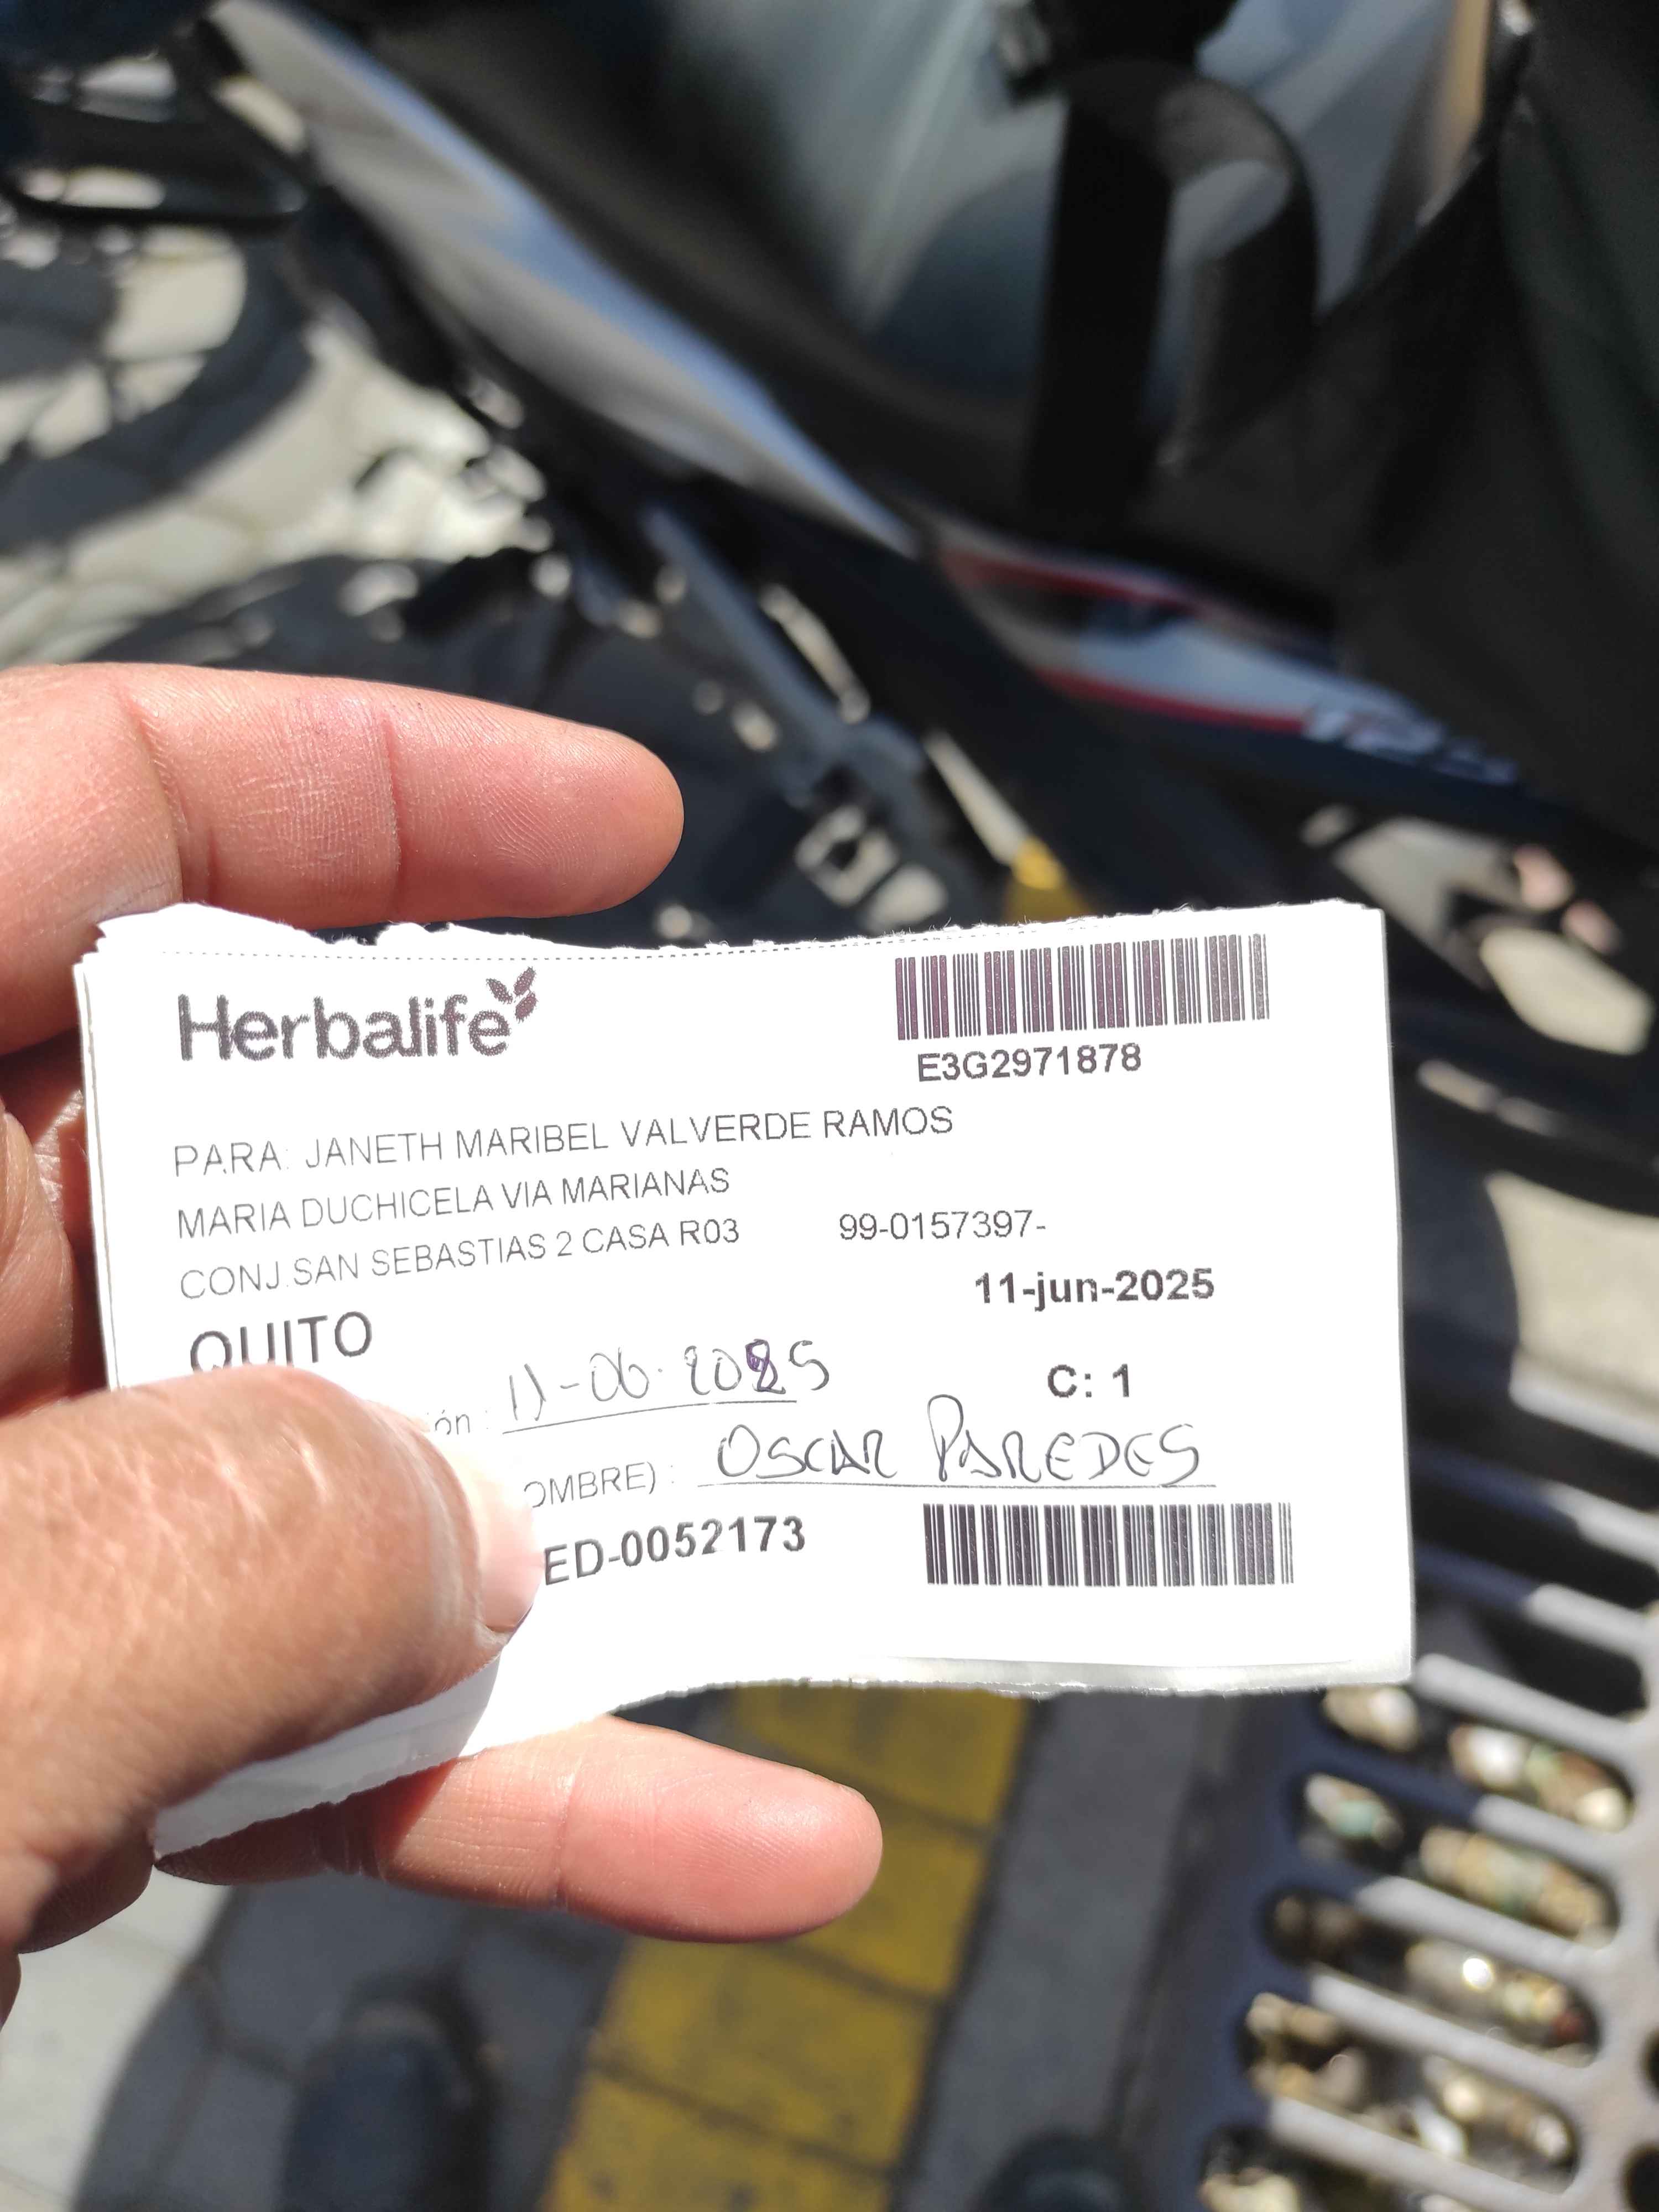 Herbalife
E3G2971878
PARA: JANETH MARIBEL VALVERDE RAMOS
MARIA DUCHICELA VIA MARIANAS
CONJ.SAN SEBASTIAS 2 CASA R03 99-0157397-
11-jun-2025
QUITO
ón : 11-06-2025
C: 1
OMBRE) : OSCAR PAREDES
ED-0052173